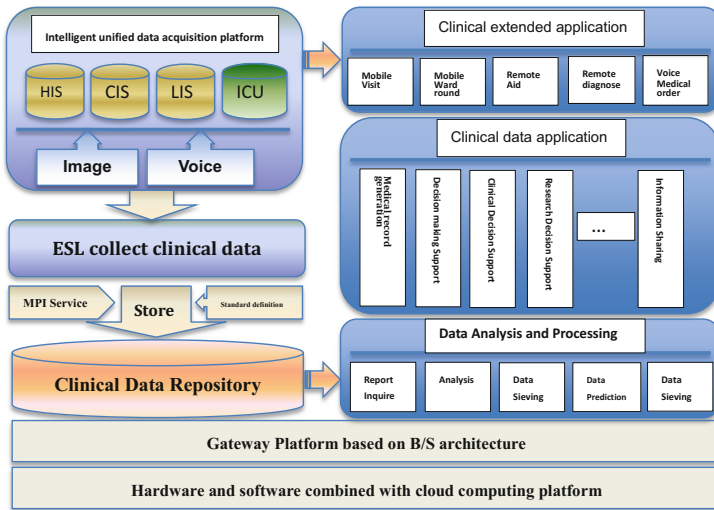 Intelligent unified data acquisition platform
HIS
CIS
LIS
ICU
Image
Voice
ESL collect clinical data
MPI Service
Store
Standard definition
Clinical Data Repository
Clinical extended application
Mobile
Visit
Mobile
Ward
round
Remote
Aid
Remote
diagnose
Voice
Medical
order
Clinical data application
Medical record
generation
Decision making Support
Clinical Decision Support
Research Decision Support
...
Information Sharing
Data Analysis and Processing
Report
Inquire
Analysis
Data
Sieving
Data
Prediction
Data
Sieving
Gateway Platform based on B/S architecture
Hardware and software combined with cloud computing platform